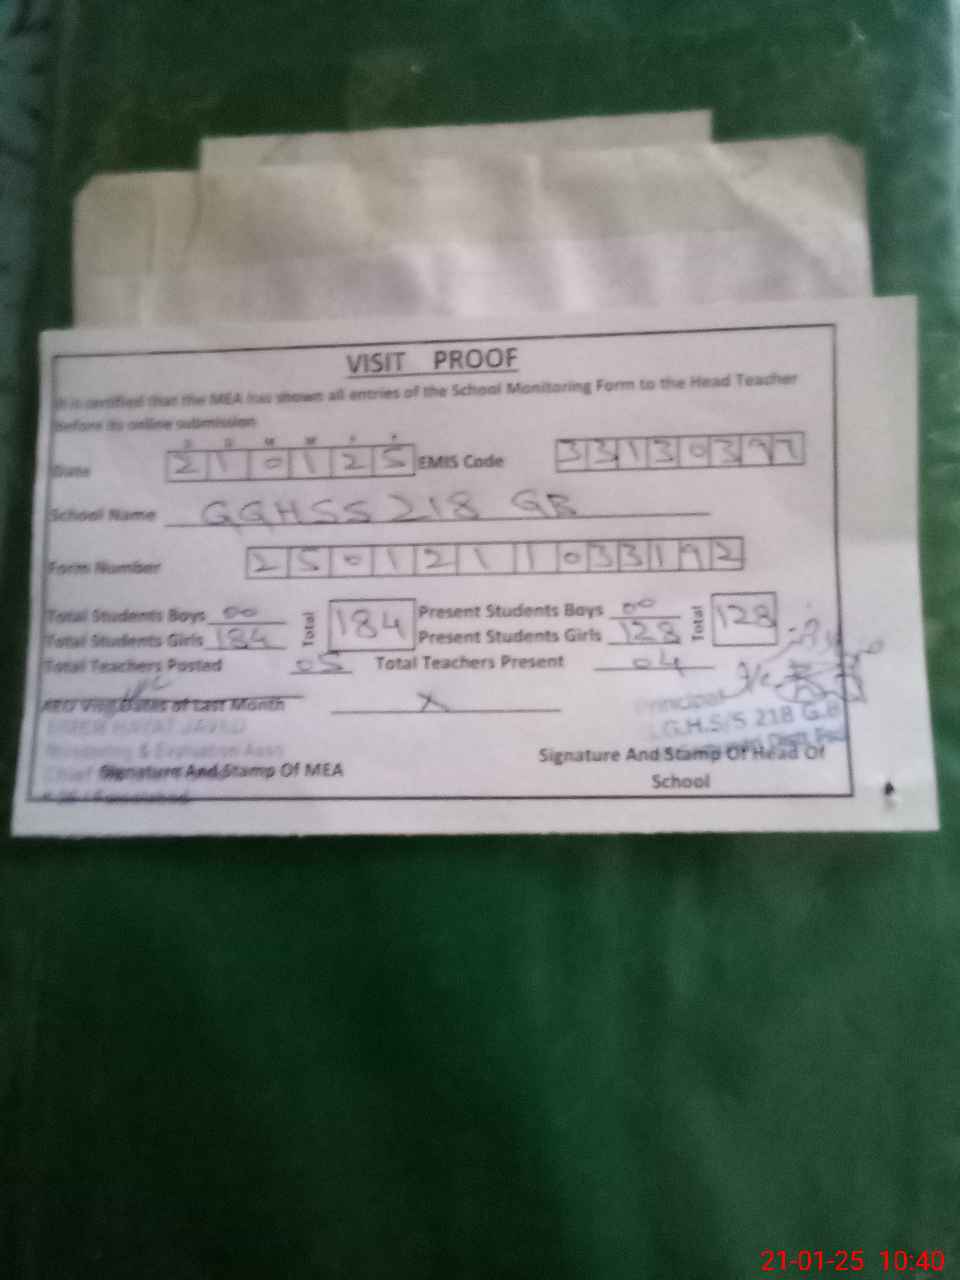 VISIT PROOF
It is certified that the MEA has shown all entries of the School Monitoring Form to the Head Teacher
Before its online submission
D D M M Y Y
Date 2 1 0 1 2 5 EMIS Code 3 3 1 3 0 3 9 7
School Name GGHSS 218 GB
Form Number 2 5 0 1 2 1 1 0 3 3 1 9 2
Total Students Boys 00 Total 184 Present Students Boys 00 Total 128
Total Students Girls 184 Present Students Girls 128
Total Teachers Posted 05 Total Teachers Present 04
AEO Visit Dates of Last Month X
Principal
G.H.S/S 218 G.B
Monitoring & Evaluation Assn
Signature And Stamp Of MEA
Signature And Stamp Of Head Of
School
21-01-25 10:40